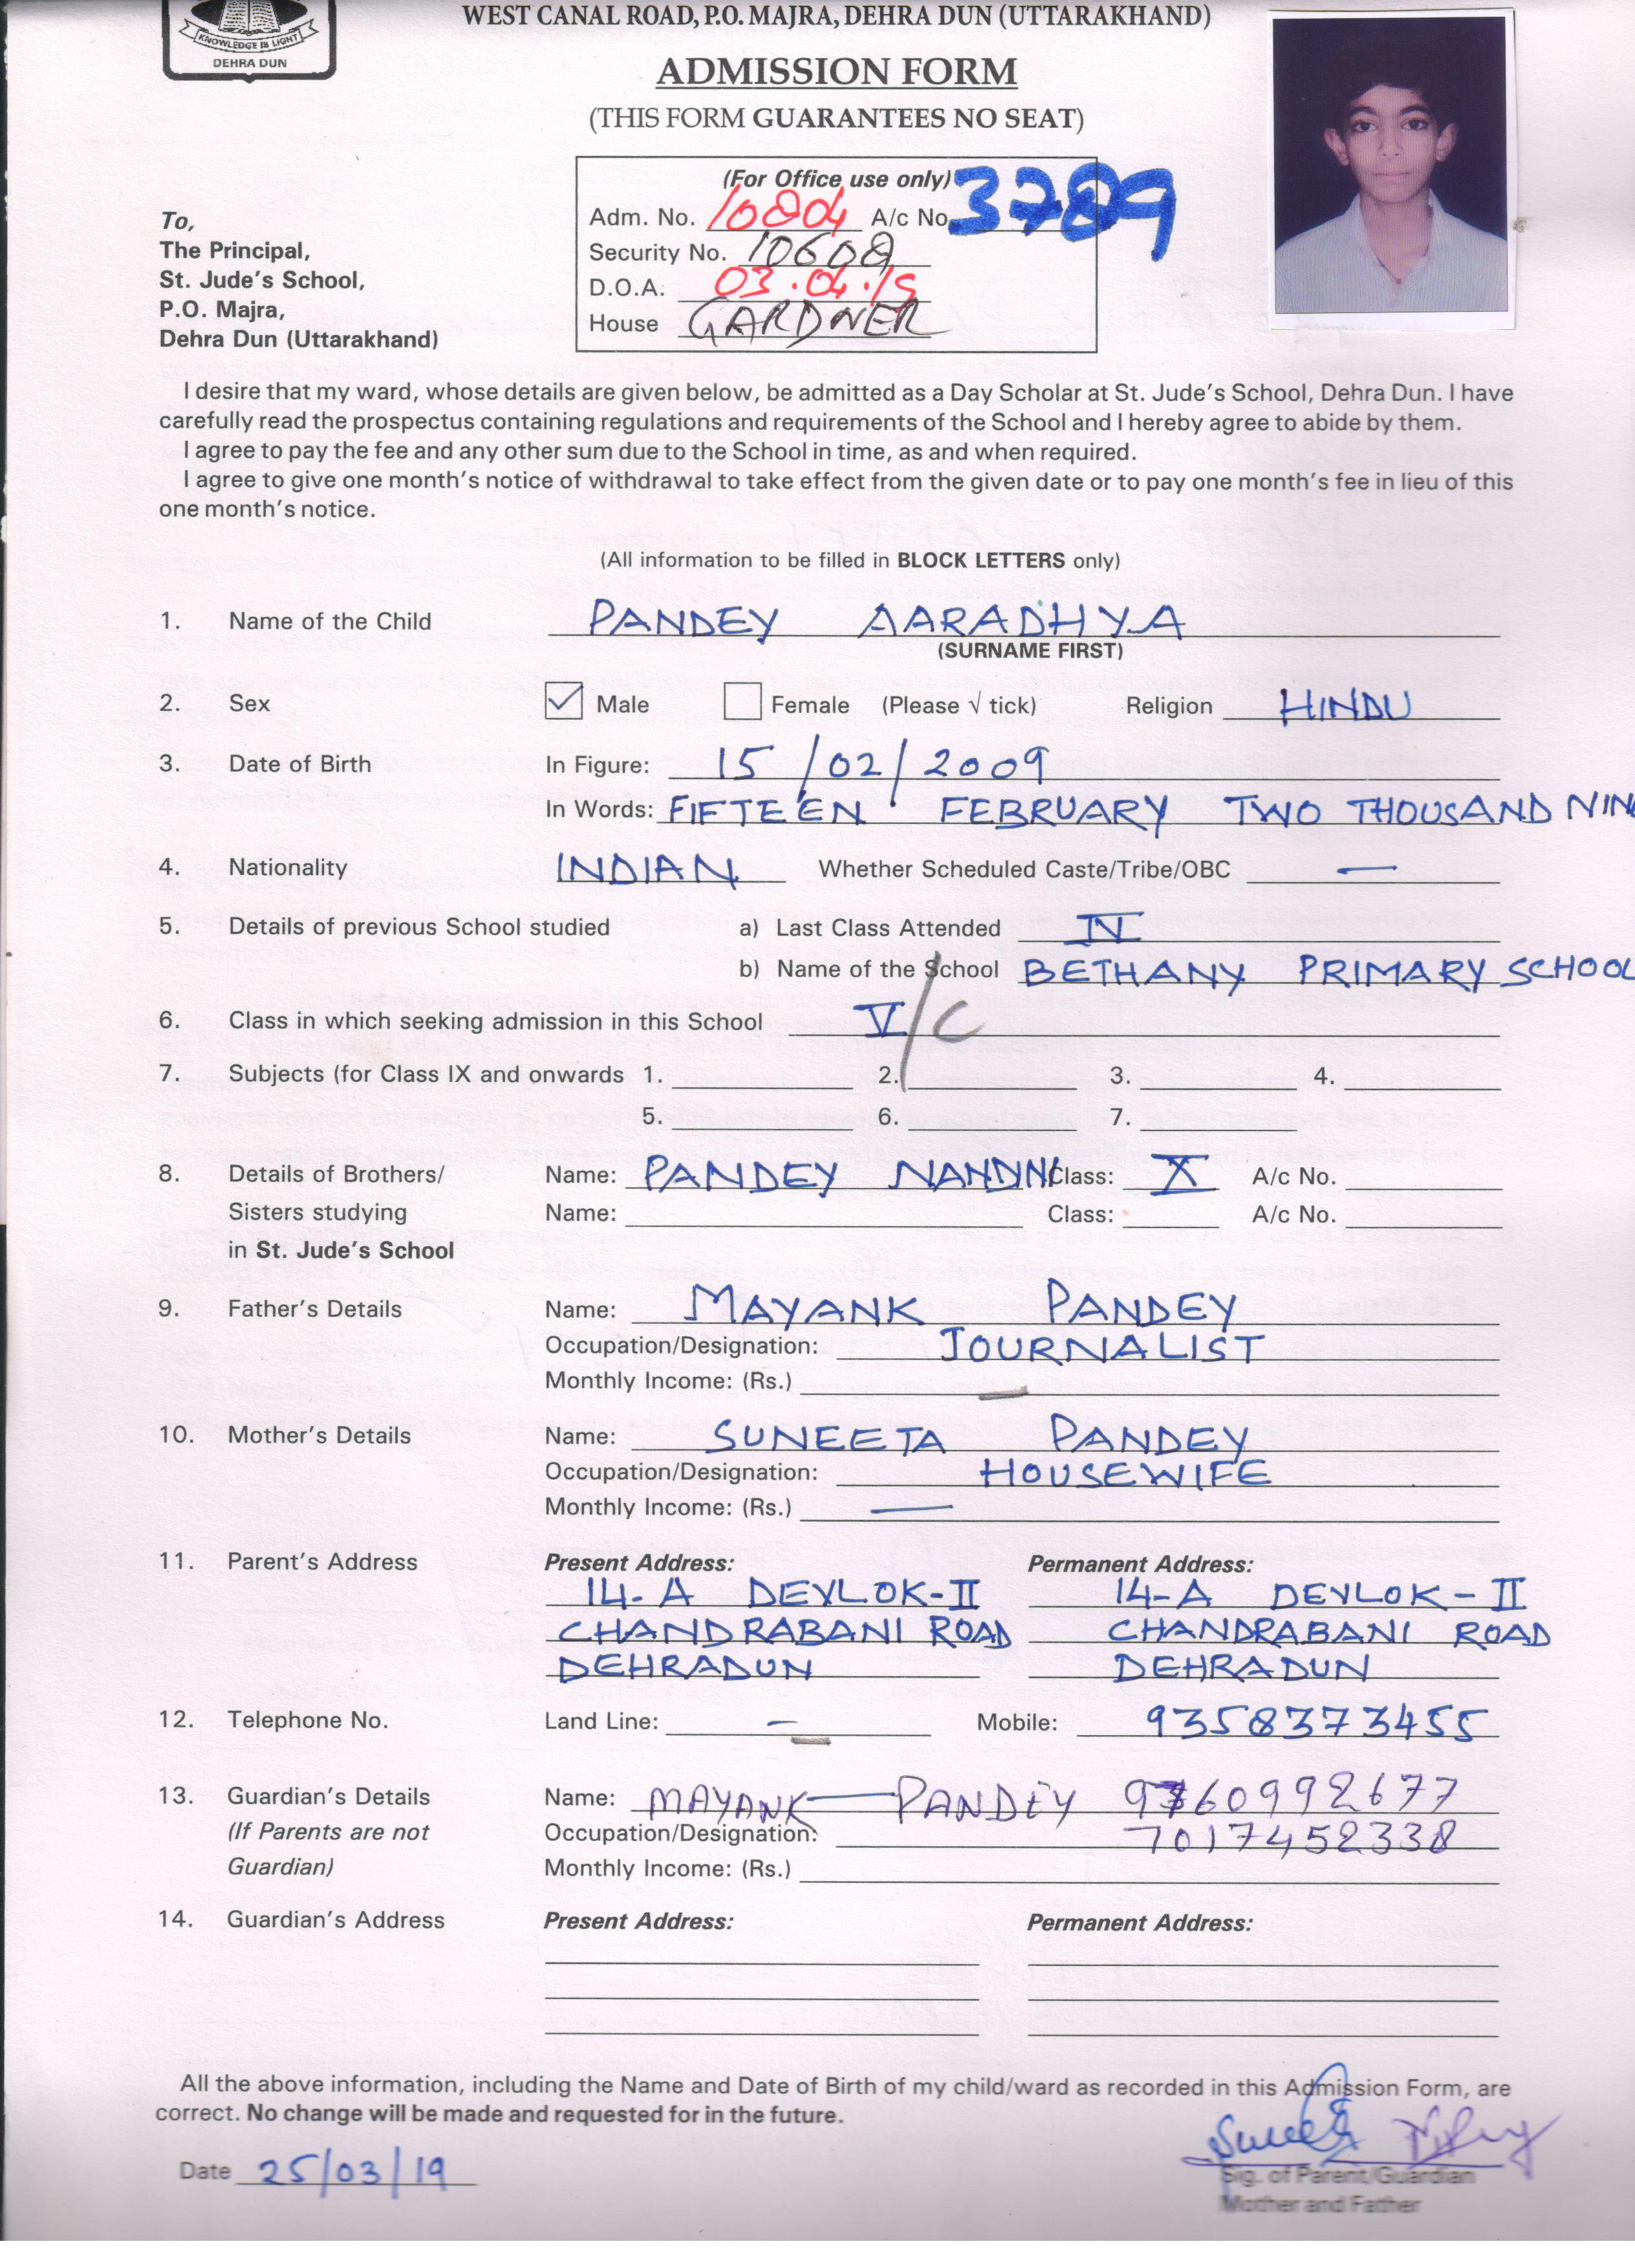 KNOWLEDGE IS LIGHT
DEHRA DUN
WEST CANAL ROAD, P.O. MAJRA, DEHRA DUN (UTTARAKHAND)
ADMISSION FORM
(THIS FORM GUARANTEES NO SEAT)
(For Office use only)
Adm. No. 10804 A/c No. 3789
Security No. 10608
D.O.A. 03.04.19
House GARDNER
To,
The Principal,
St. Jude's School,
P.O. Majra,
Dehra Dun (Uttarakhand)
I desire that my ward, whose details are given below, be admitted as a Day Scholar at St. Jude's School, Dehra Dun. I have
carefully read the prospectus containing regulations and requirements of the School and I hereby agree to abide by them.
I agree to pay the fee and any other sum due to the School in time, as and when required.
I agree to give one month's notice of withdrawal to take effect from the given date or to pay one month's fee in lieu of this
one month's notice.
(All information to be filled in BLOCK LETTERS only)
1. Name of the Child PANDEY AARADHYA
(SURNAME FIRST)
2. Sex ✓ Male Female (Please √ tick) Religion HINDU
3. Date of Birth In Figure: 15/02/2009
In Words: FIFTEEN FEBRUARY TWO THOUSAND NIN
4. Nationality INDIAN Whether Scheduled Caste/Tribe/OBC —
5. Details of previous School studied a) Last Class Attended IV
b) Name of the School BETHANY PRIMARY SCHOOL
6. Class in which seeking admission in this School V/C
7. Subjects (for Class IX and onwards 1. 2. 3. 4.
5. 6. 7.
8. Details of Brothers/ Name: PANDEY NANDINI Class: X A/c No.
Sisters studying Name: Class: A/c No.
in St. Jude's School
9. Father's Details Name: MAYANK PANDEY
Occupation/Designation: JOURNALIST
Monthly Income: (Rs.) —
10. Mother's Details Name: SUNEETA PANDEY
Occupation/Designation: HOUSEWIFE
Monthly Income: (Rs.) —
11. Parent's Address Present Address: Permanent Address:
14-A DEVLOK-II 14-A DEVLOK-II
CHANDRABANI ROAD CHANDRABANI ROAD
DEHRADUN DEHRADUN
12. Telephone No. Land Line: — Mobile: 9358373455
13. Guardian's Details Name: MAYANK PANDEY 9760992677
(If Parents are not Occupation/Designation: 7017452338
Guardian) Monthly Income: (Rs.)
14. Guardian's Address Present Address: Permanent Address:
All the above information, including the Name and Date of Birth of my child/ward as recorded in this Admission Form, are
correct. No change will be made and requested for in the future.
Date 25/03/19
Sig. of Parent/Guardian
Mother and Father